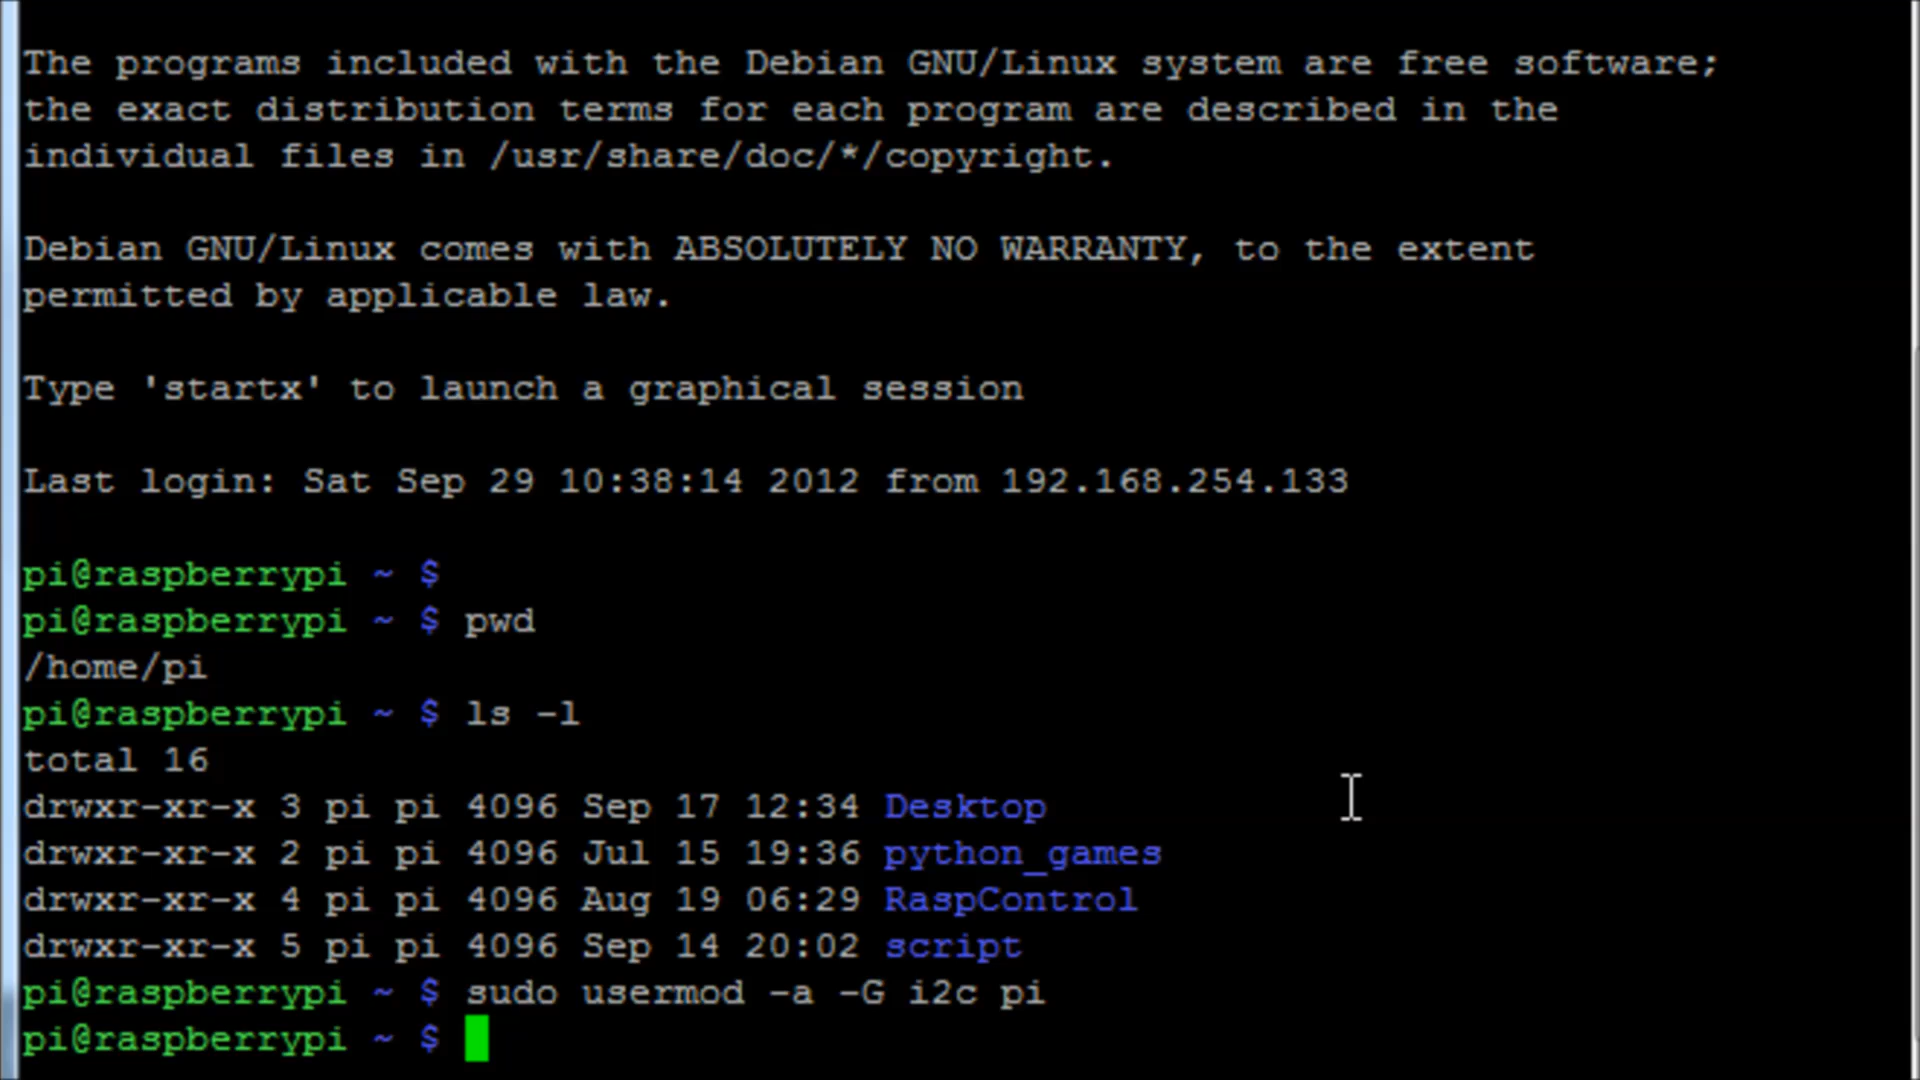 The programs included with the Debian GNU/Linux system are free software;
the exact distribution terms for each program are described in the
individual files in /usr/share/doc/*/copyright.
Debian GNU/Linux comes with ABSOLUTELY NO WARRANTY, to the extent
permitted by applicable law.
Type 'startx' to launch a graphical session
Last login: Sat Sep 29 10:38:14 2012 from 192.168.254.133
pi@raspberrypi ~ $
pi@raspberrypi ~ $ pwd
/home/pi
pi@raspberrypi ~ $ ls -l
total 16
drwxr-xr-x 3 pi pi 4096 Sep 17 12:34 Desktop
drwxr-xr-x 2 pi pi 4096 Jul 15 19:36 python_games
drwxr-xr-x 4 pi pi 4096 Aug 19 06:29 RaspControl
drwxr-xr-x 5 pi pi 4096 Sep 14 20:02 script
pi@raspberrypi ~ $ sudo usermod -a -G i2c pi
pi@raspberrypi ~ $